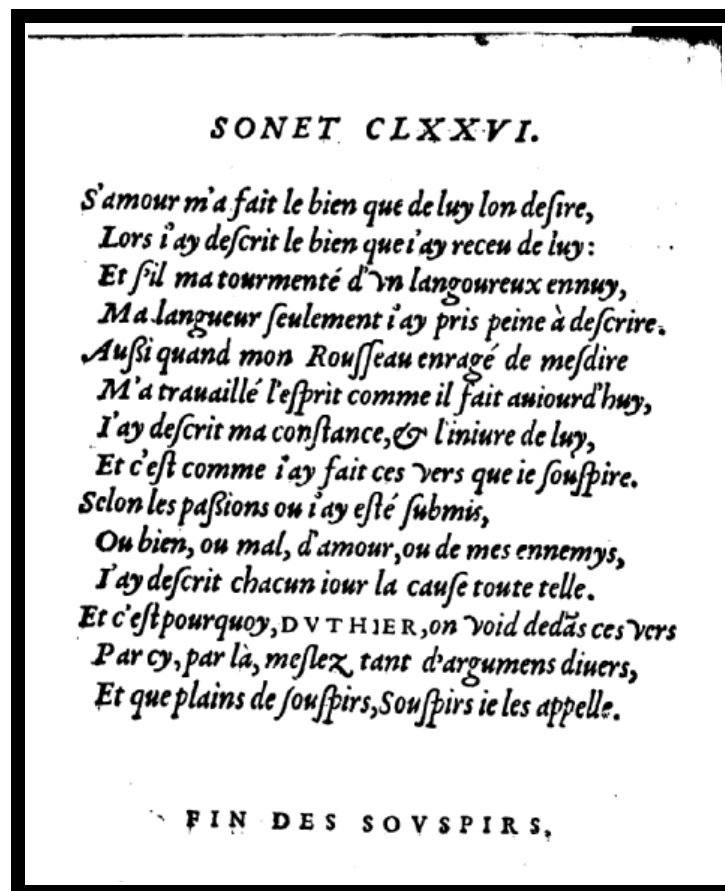 SONET CLXXVI.
S'amour m'a fait le bien que de luy lon deſire,
Lors i'ay deſcrit le bien que i'ay receu de luy:
Et ſ'il ma tourmenté d'vn langoureux ennuy,
Ma langueur ſeulement i'ay pris peine à deſcrire.
Außi quand mon Rouſſeau enragé de meſdire
M'a trauaillé l'eſprit comme il fait auiourd'huy,
I'ay deſcrit ma conſtance, & l'iniure de luy,
Et c'eſt comme i'ay fait ces vers que ie ſouſpire.
Selon les paßions ou i'ay eſté ſubmis,
Ou bien, ou mal, d'amour, ou de mes ennemys,
I'ay deſcrit chacun iour la cauſe toute telle.
Et c'eſt pourquoy, DVTHIER, on void dedãs ces vers
Par cy, par là, meſlez tant d'argumens diuers,
Et que plains de ſouſpirs, Souſpirs ie les appelle.
FIN DES SOVSPIRS.